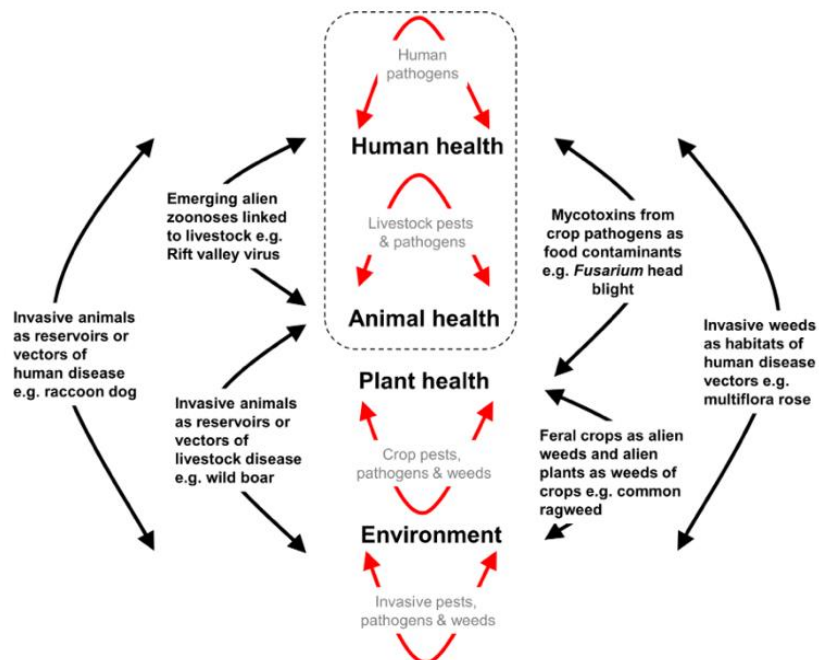 Human
pathogens
Human health
Emerging alien
zoonoses linked
to livestock e.g.
Rift valley virus
Livestock pests
& pathogens
Mycotoxins from
crop pathogens as
food contaminants
e.g. Fusarium head
blight
Animal health
Invasive animals
as reservoirs or
vectors of
human disease
e.g. raccoon dog
Invasive weeds
as habitats of
human disease
vectors e.g.
multiflora rose
Plant health
Invasive animals
as reservoirs or
vectors of
livestock disease
e.g. wild boar
Crop pests,
pathogens & weeds
Feral crops as alien
weeds and alien
plants as weeds of
crops e.g. common
ragweed
Environment
Invasive pests,
pathogens & weeds